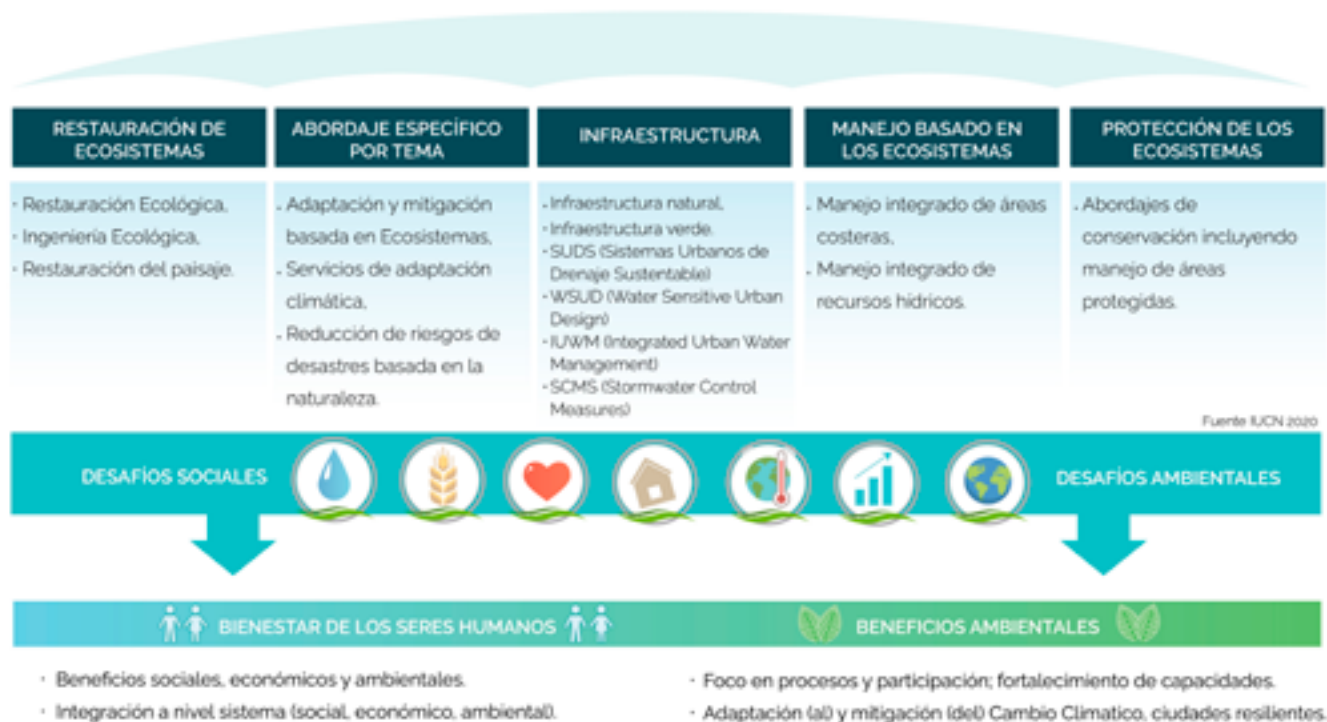 RESTAURACIÓN DE
ECOSISTEMAS
· Restauración Ecológica,
· Ingeniería Ecológica,
· Restauración del paisaje.
ABORDAJE ESPECÍFICO
POR TEMA
. Adaptación y mitigación
basada en Ecosistemas,
. Servicios de adaptación
climática,
. Reducción de riesgos de
desastres basada en la
naturaleza.
INFRAESTRUCTURA
. Infraestructura natural,
· Infraestructura verde.
· SUDS (Sistemas Urbanos de
Drenaje Sustentable)
· WSUD (Water Sensitive Urban
Design)
· IUWM (Integrated Urban Water
Management)
· SCMS (Stormwater Control
Measures)
MANEJO BASADO EN
LOS ECOSISTEMAS
. Manejo integrado de áreas
costeras,
. Manejo integrado de
recursos hídricos.
PROTECCIÓN DE LOS
ECOSISTEMAS
. Abordajes de
conservación incluyendo
manejo de áreas
protegidas.
Fuente IUCN 2020
DESAFÍOS SOCIALES
DESAFÍOS AMBIENTALES
BIENESTAR DE LOS SERES HUMANOS
BENEFICIOS AMBIENTALES
· Beneficios sociales, económicos y ambientales.
· Integración a nivel sistema (social, económico, ambiental).
· Foco en procesos y participación; fortalecimiento de capacidades.
· Adaptación (al) y mitigación (del) Cambio Climatico, ciudades resilientes.